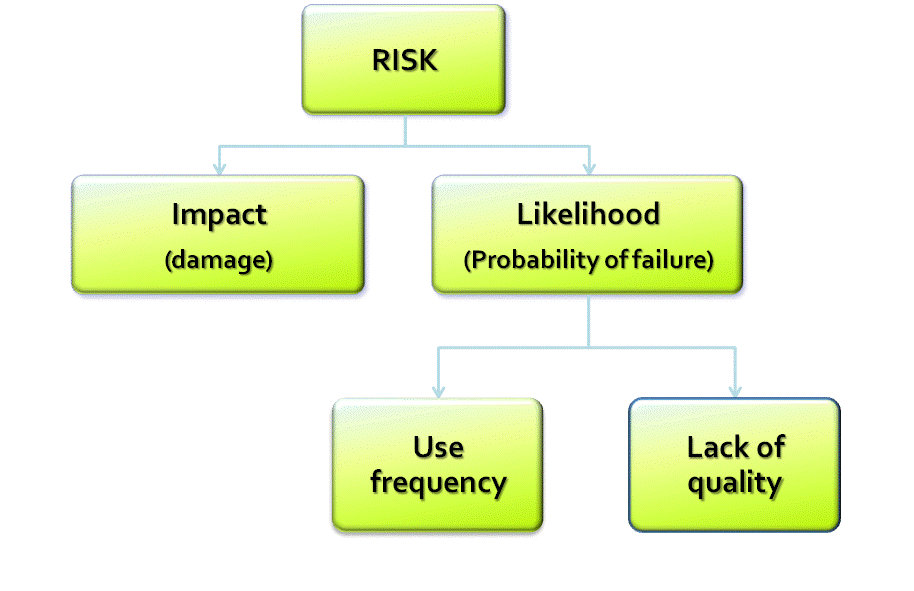 RISK
Impact
(damage)
Likelihood
(Probability of failure)
Use
frequency
Lack of
quality